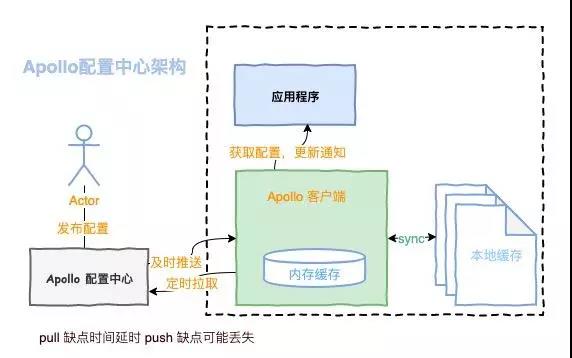 Apollo配置中心架构
应用程序
获取配置，更新通知
Actor
Apollo 客户端
发布配置
sync
本地缓存
及时推送
Apollo 配置中心
内存缓存
定时拉取
pull 缺点时间延时 push 缺点可能丢失